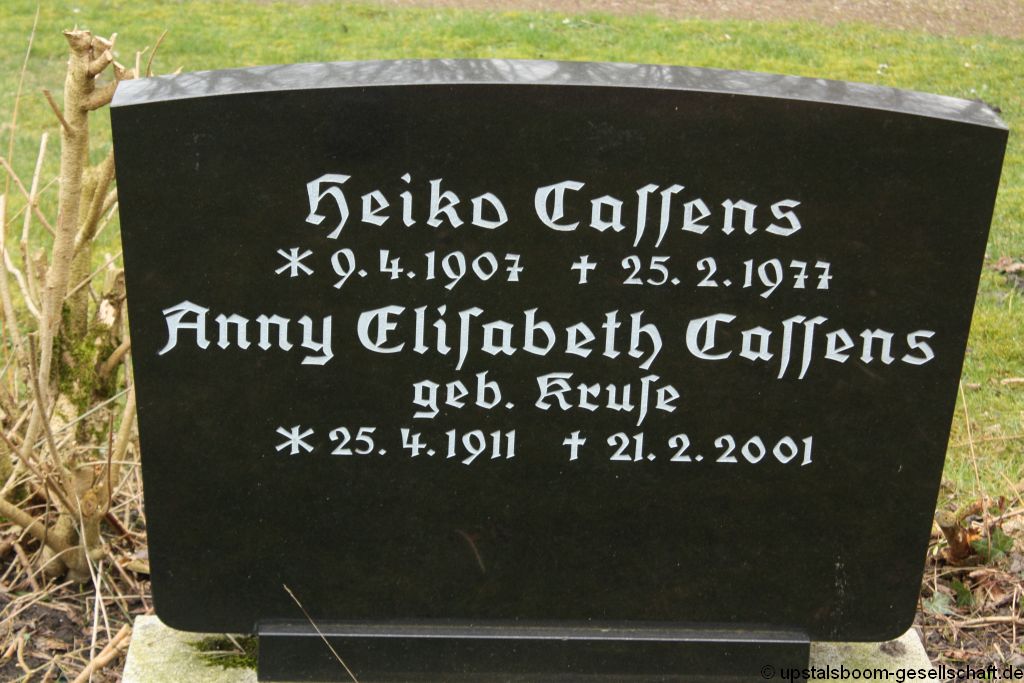 Heiko Caſſens
* 9.4.1907 † 25.2.1977
Anny Eliſabeth Caſſens
geb. Kruſe
* 25.4.1911 † 21.2.2001
© upstalsboom-gesellschaft.de